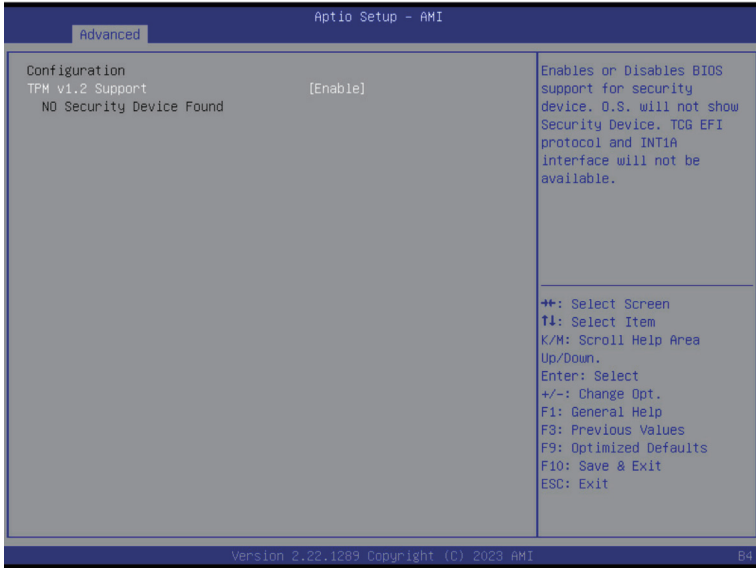 Aptio Setup - AMI
Advanced
Configuration
TPM v1.2 Support [Enable]
NO Security Device Found
Enables or Disables BIOS
support for security
device. O.S. will not show
Security Device. TCG EFI
protocol and INT1A
interface will not be
available.
→←: Select Screen
↑↓: Select Item
K/M: Scroll Help Area
Up/Down.
Enter: Select
+/-: Change Opt.
F1: General Help
F3: Previous Values
F9: Optimized Defaults
F10: Save & Exit
ESC: Exit
Version 2.22.1289 Copyright (C) 2023 AMI
B4